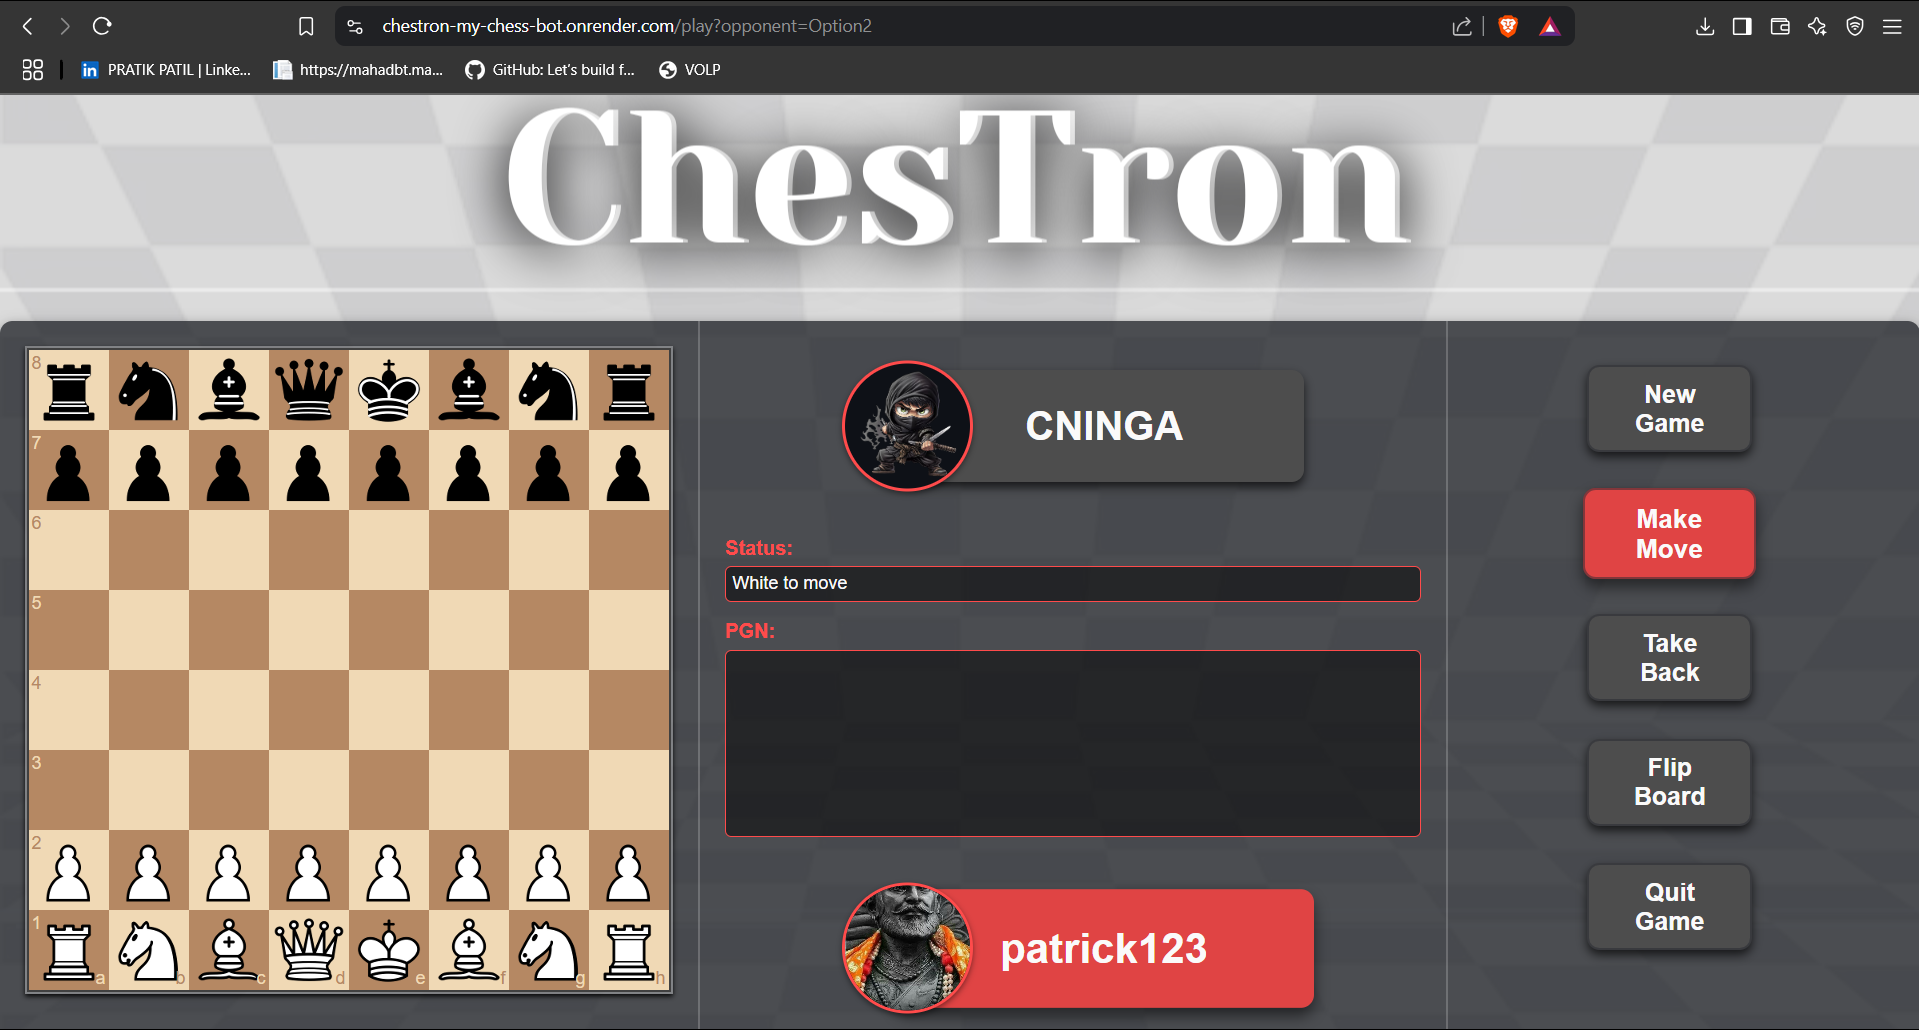 chestron-my-chess-bot.onrender.com/play?opponent=Option2
PRATIK PATIL | Linke...
https://mahadbt.ma...
GitHub: Let's build f...
VOLP
ChesTron
8
7
6
5
4
3
2
1
a b c d e f g h
CNINGA
Status:
White to move
PGN:
patrick123
New
Game
Make
Move
Take
Back
Flip
Board
Quit
Game